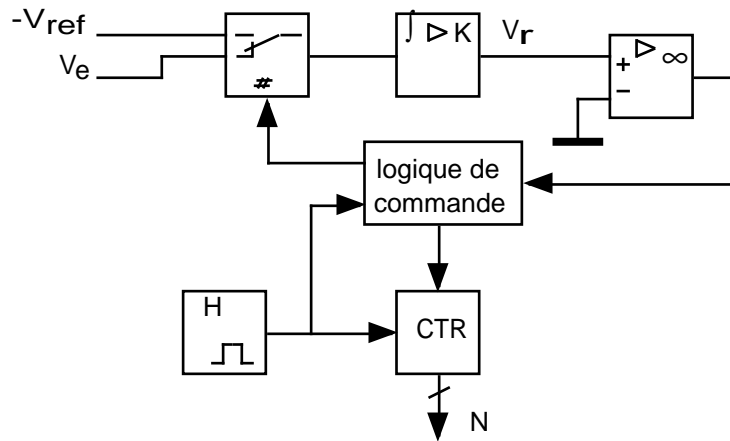 -Vref
Ve
#
∫ ▷ K
Vr
▷ ∞
+
−
logique de
commande
H
CTR
N